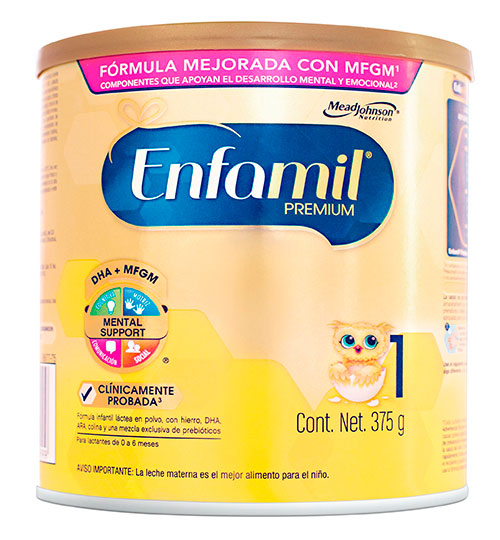 FÓRMULA MEJORADA CON MFGM¹
COMPONENTES QUE APOYAN EL DESARROLLO MENTAL Y EMOCIONAL²
MeadJohnson®
Nutrition
Enfamil®
PREMIUM
DHA + MFGM
MOTRIZ
MENTAL
SUPPORT
COMUNICACIÓN
SOCIAL
®
CLÍNICAMENTE
PROBADA³
1
Fórmula infantil láctea en polvo, con hierro, DHA,
ARA, colina y una mezcla exclusiva de prebióticos
Para lactantes de 0 a 6 meses
Cont. Net. 375 g
AVISO IMPORTANTE: La leche materna es el mejor alimento para el niño.